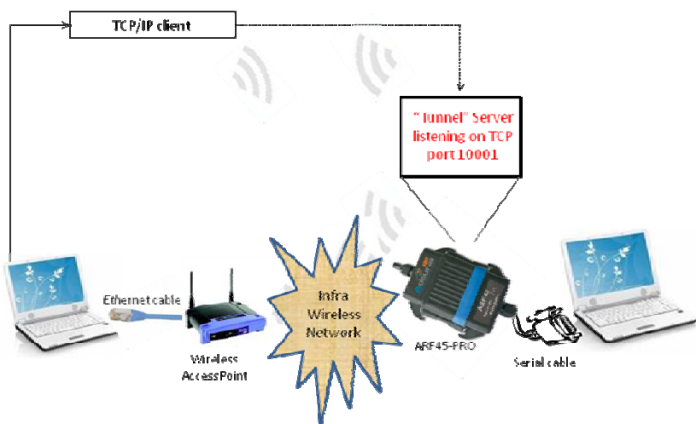 TCP/IP client
"Tunnel" Server
listening on TCP
port 10001
Ethernet cable
Infra
Wireless
Network
Wireless
AccessPoint
ARF45-PRO
Serial cable